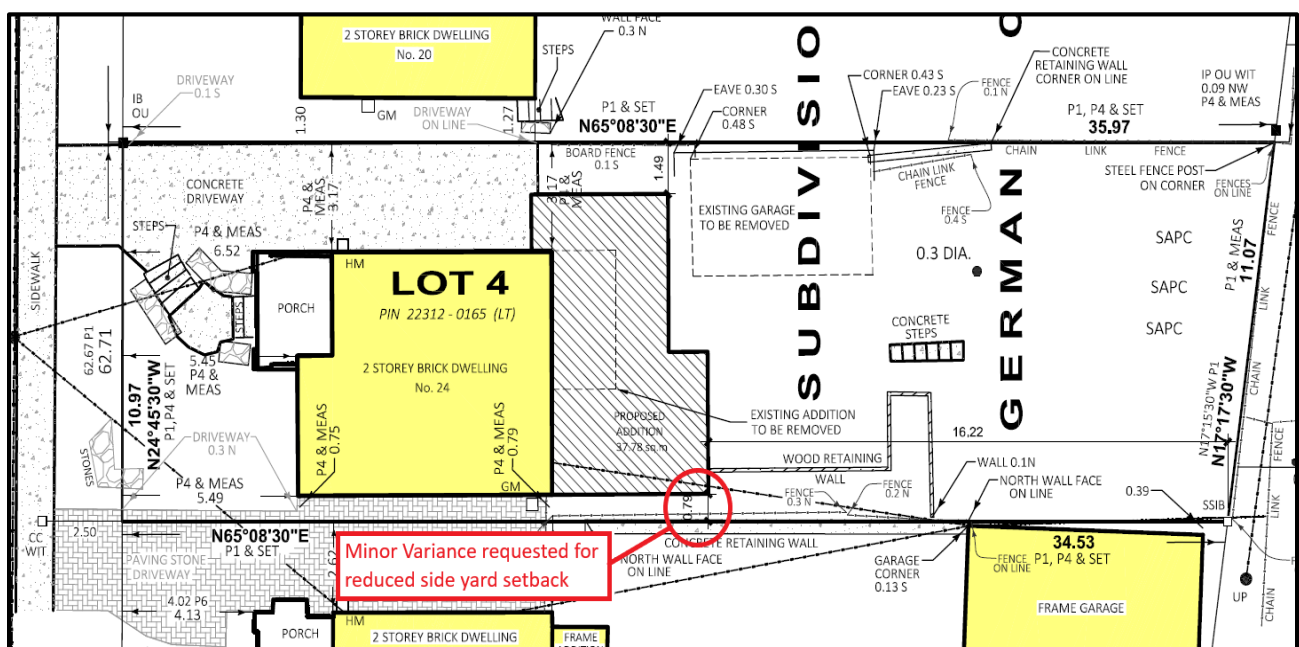 2 STOREY BRICK DWELLING
No. 20
WALL FACE
0.3 N
STEPS
DRIVEWAY
0.1 S
IB
OU
1.30
GM
DRIVEWAY
ON LINE
1.27
P1 & SET
N65°08'30"E
EAVE 0.30 S
CORNER
0.48 S
CORNER 0.43 S
EAVE 0.23 S
FENCE
0.1 N
CONCRETE
RETAINING WALL
CORNER ON LINE
P1, P4 & SET
35.97
IP OU WIT
0.09 NW
P4 & MEAS
SUBDIVISIO
GERMAN
BOARD FENCE
0.1 S
1.49
CHAIN LINK FENCE
CHAIN LINK
FENCE
STEEL FENCE POST
ON CORNER
FENCES
ON LINE
CONCRETE
DRIVEWAY
P4 &
MEAS
3.17
3.17
P4 &
MEAS
EXISTING GARAGE
TO BE REMOVED
FENCE
0.4 S
0.3 DIA.
SAPC
SAPC
SAPC
P1 & MEAS
11.07
FENCE
LINK
CHAIN
STEPS
P4 & MEAS
6.52
HM
LOT 4
PIN 22312 - 0165 (LT)
PORCH
STEPS
SIDEWALK
CONCRETE
STEPS
62.67 P1
62.71
10.97
N24°45'30"W
P1,P4 & SET
5.45
P4 &
MEAS
2 STOREY BRICK DWELLING
No. 24
PROPOSED
ADDITION
37.78 sq.m
EXISTING ADDITION
TO BE REMOVED
16.22
N17°15'30"W P1
N17°17'30"W
FENCE
LINK
CHAIN
DRIVEWAY
0.3 N
STONES
P4 & MEAS
0.75
P4 & MEAS
0.79
WOOD RETAINING
WALL
WALL 0.1N
NORTH WALL FACE
ON LINE
0.39
SSIB
P4 & MEAS
5.49
GM
0.79
FENCE
0.3 N
FENCE
0.2 N
CC
WIT
2.50
N65°08'30"E
P1 & SET
PAVING STONE
DRIVEWAY
2.62
Minor Variance requested for
reduced side yard setback
CONCRETE RETAINING WALL
NORTH WALL FACE
ON LINE
GARAGE
CORNER
0.13 S
FENCE
ON LINE
34.53
P1, P4 & SET
4.02 P6
4.13
HM
PORCH
2 STOREY BRICK DWELLING
FRAME
FRAME GARAGE
UP